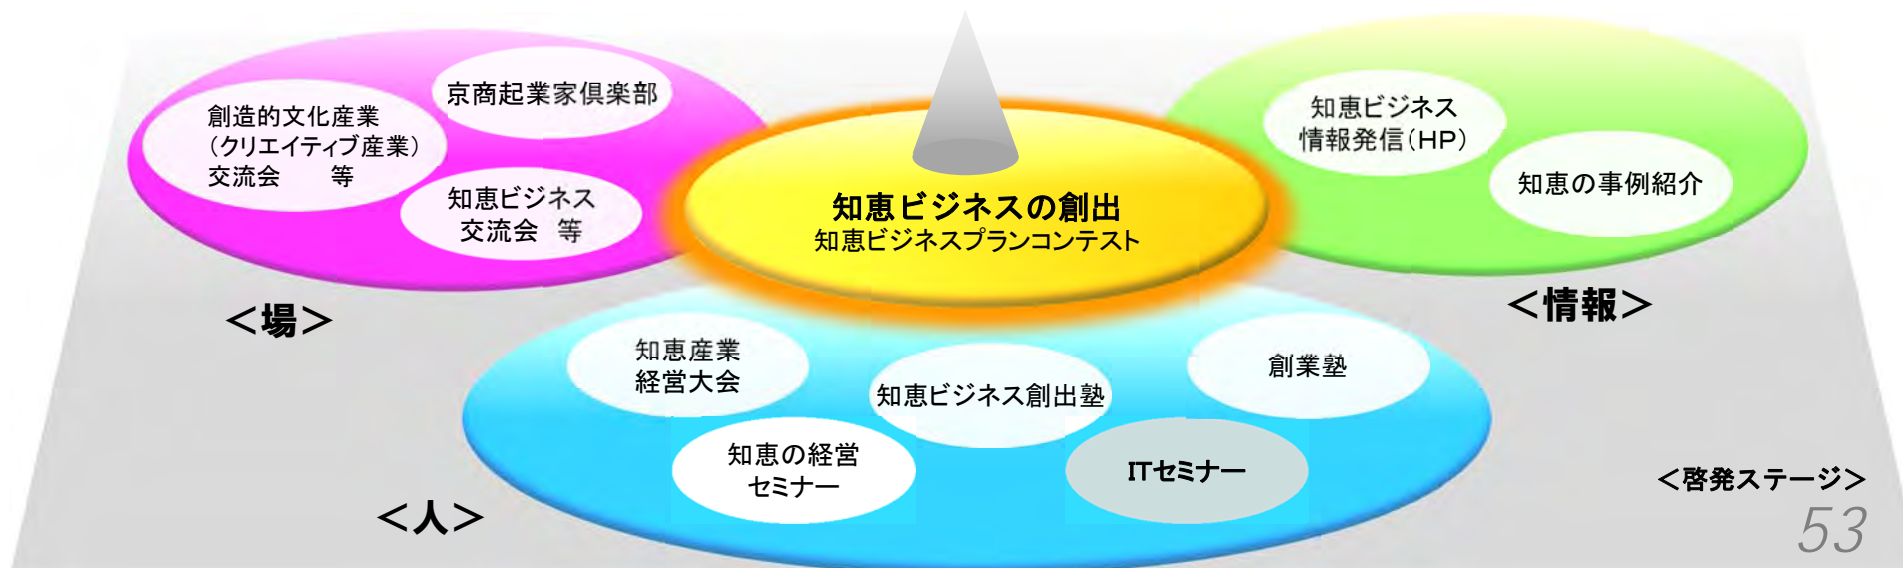 創造的文化産業
（クリエイティブ産業）
交流会　　等
京商起業家倶楽部
知恵ビジネス
交流会　等
＜場＞
知恵ビジネスの創出
知恵ビジネスプランコンテスト
知恵ビジネス
情報発信（HP）
知恵の事例紹介
＜情報＞
知恵産業
経営大会
知恵ビジネス創出塾
創業塾
知恵の経営
セミナー
ITセミナー
＜人＞
＜啓発ステージ＞
53